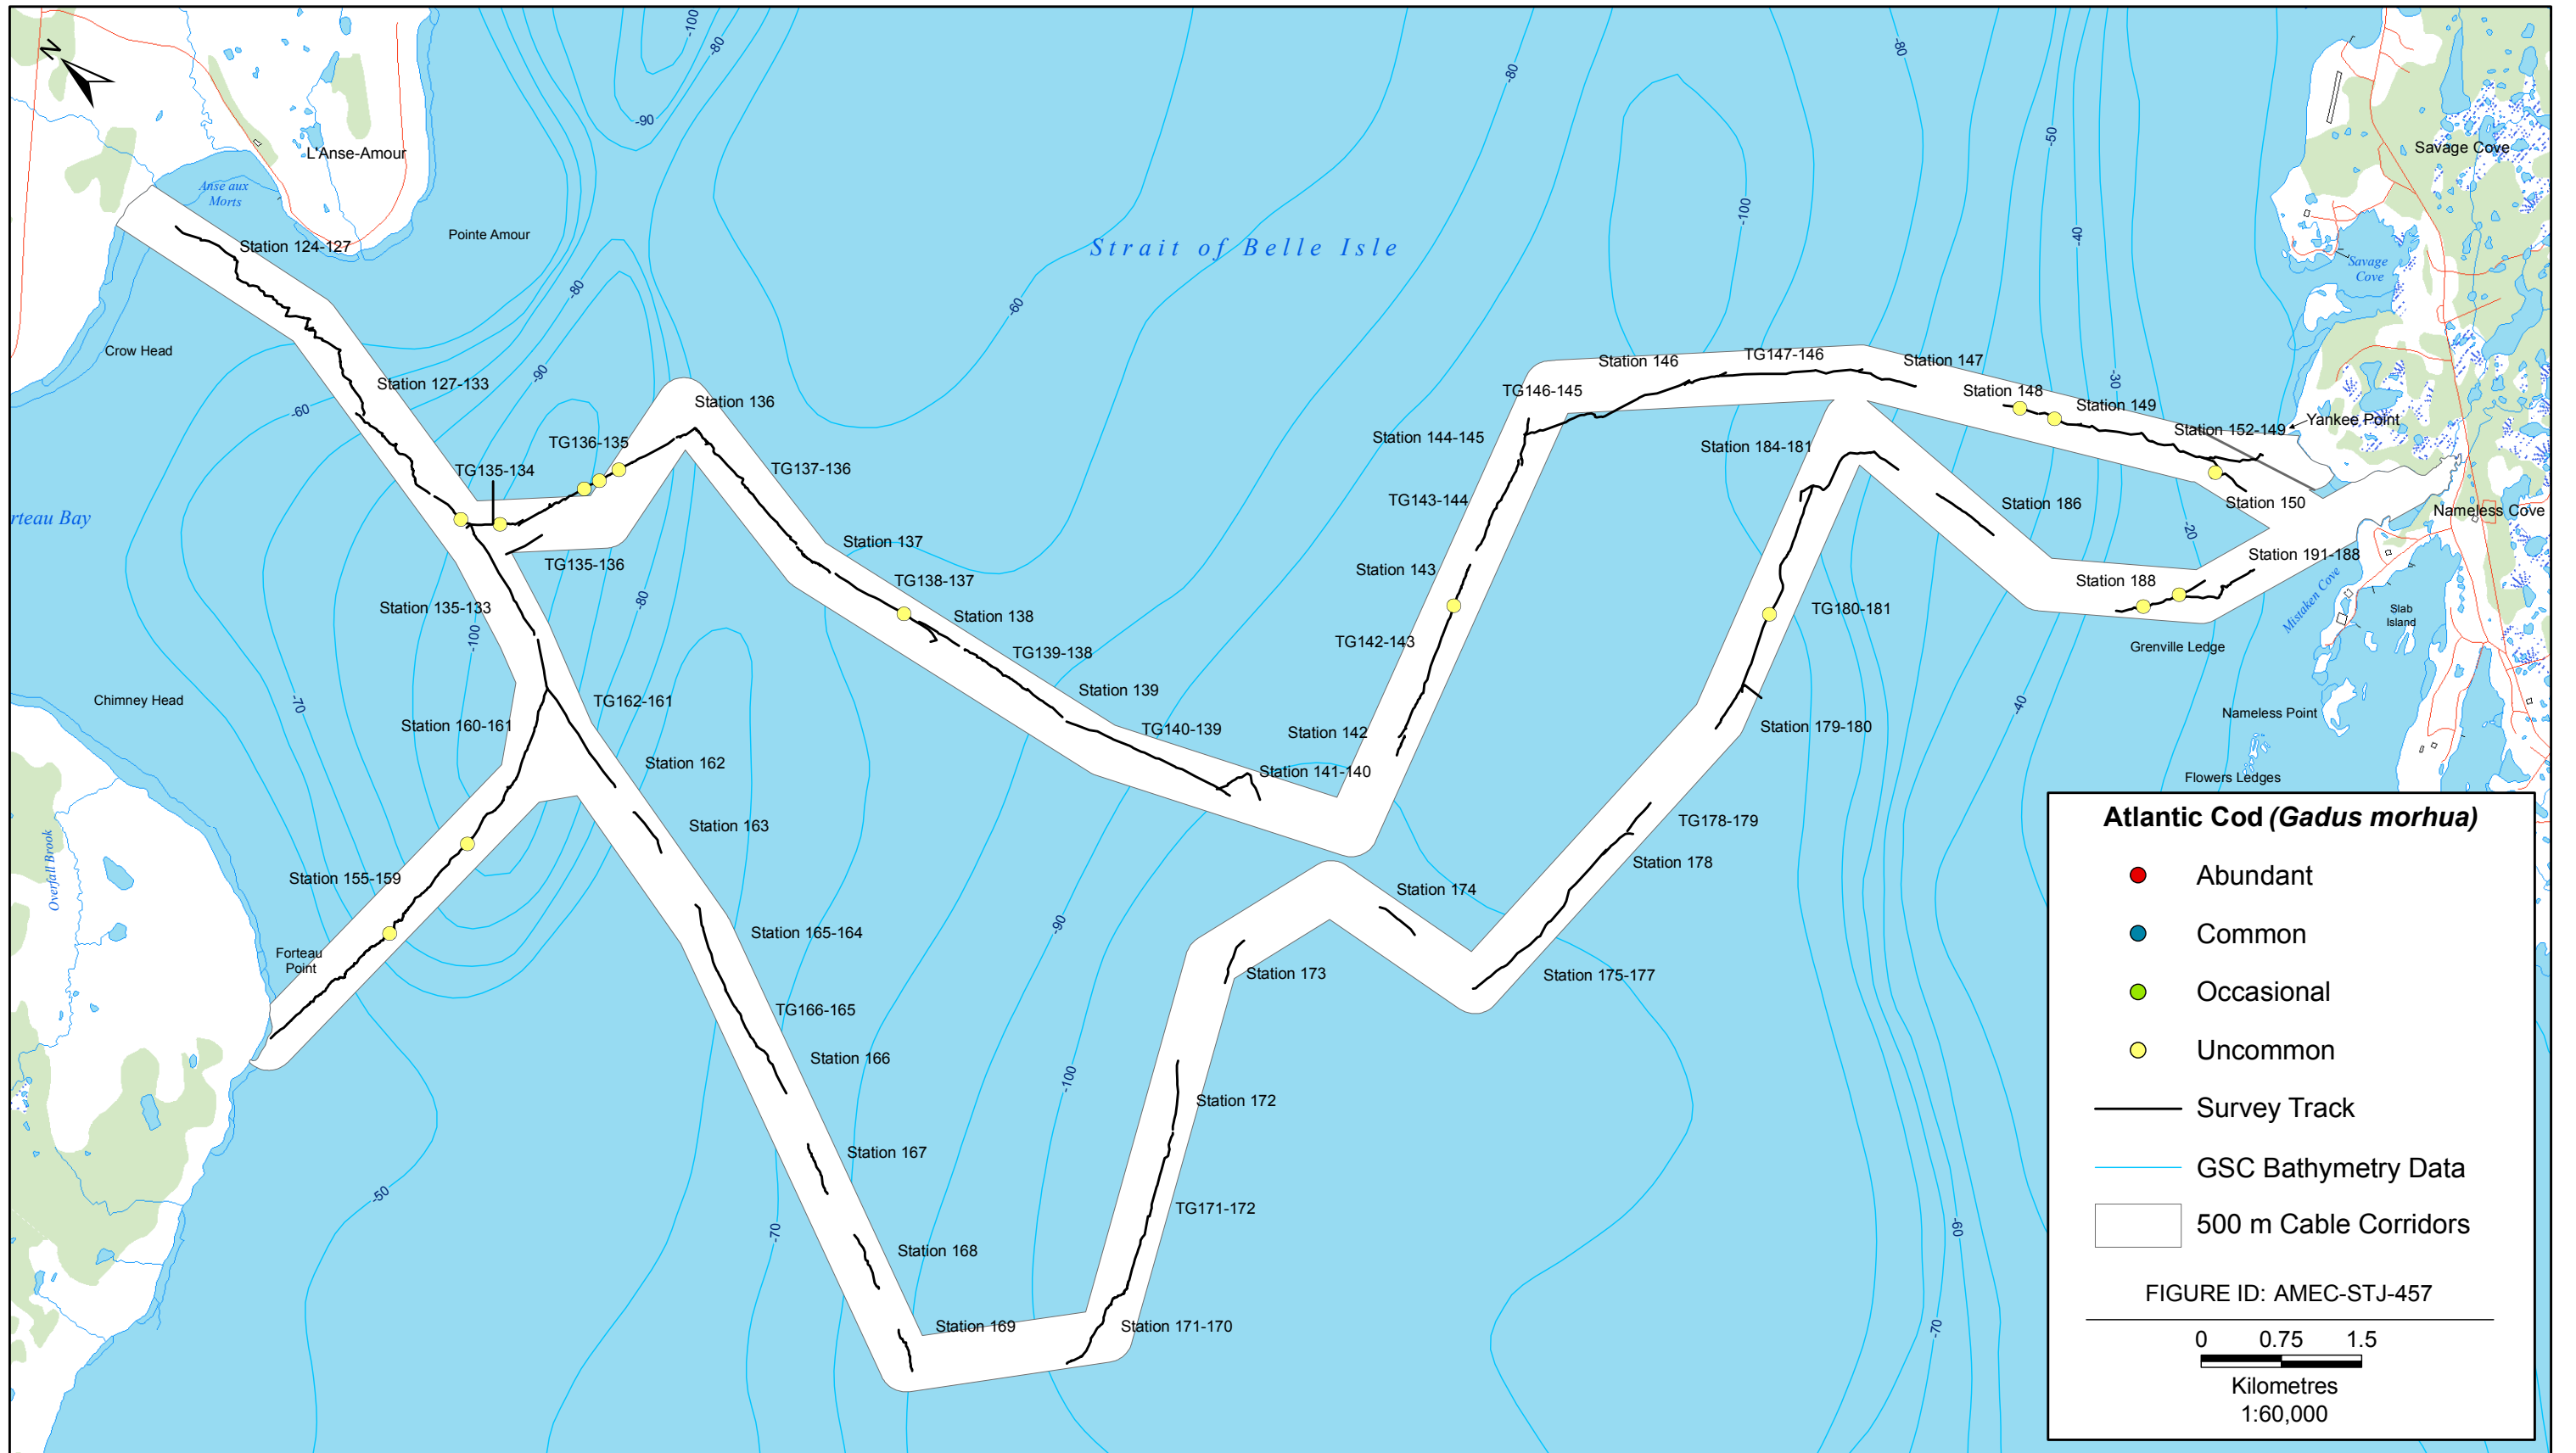 N
L'Anse-Amour
Anse aux
Morts
Pointe Amour
Crow Head
rteau Bay
Chimney Head
Overfall Brook
Forteau
Point
Strait of Belle Isle
Savage Cove
Savage
Cove
Yankee Point
Nameless Cove
Mistaken Cove
Slab
Island
Grenville Ledge
Nameless Point
Flowers Ledges
Station 124-127
Station 127-133
Station 136
TG136-135
TG135-134
TG137-136
TG135-136
Station 137
TG138-137
Station 138
Station 135-133
TG139-138
Station 139
TG162-161
Station 160-161
TG140-139
Station 141-140
Station 162
Station 163
Station 155-159
Station 165-164
TG166-165
Station 166
Station 167
Station 168
Station 169
Station 171-170
TG171-172
Station 172
Station 173
Station 174
Station 175-177
Station 178
TG178-179
Station 179-180
TG180-181
Station 184-181
Station 142
TG142-143
Station 143
TG143-144
Station 144-145
TG146-145
Station 146
TG147-146
Station 147
Station 148
Station 149
Station 152-149
Station 150
Station 186
Station 188
Station 191-188
-100
-80
-90
-80
-90
-60
-60
-80
-100
-80
-50
-40
-30
-20
-80
-100
-70
-90
-100
-50
-70
-40
-60
-70
Atlantic Cod (Gadus morhua)
Abundant
Common
Occasional
Uncommon
Survey Track
GSC Bathymetry Data
500 m Cable Corridors
FIGURE ID: AMEC-STJ-457
0 0.75 1.5
Kilometres
1:60,000